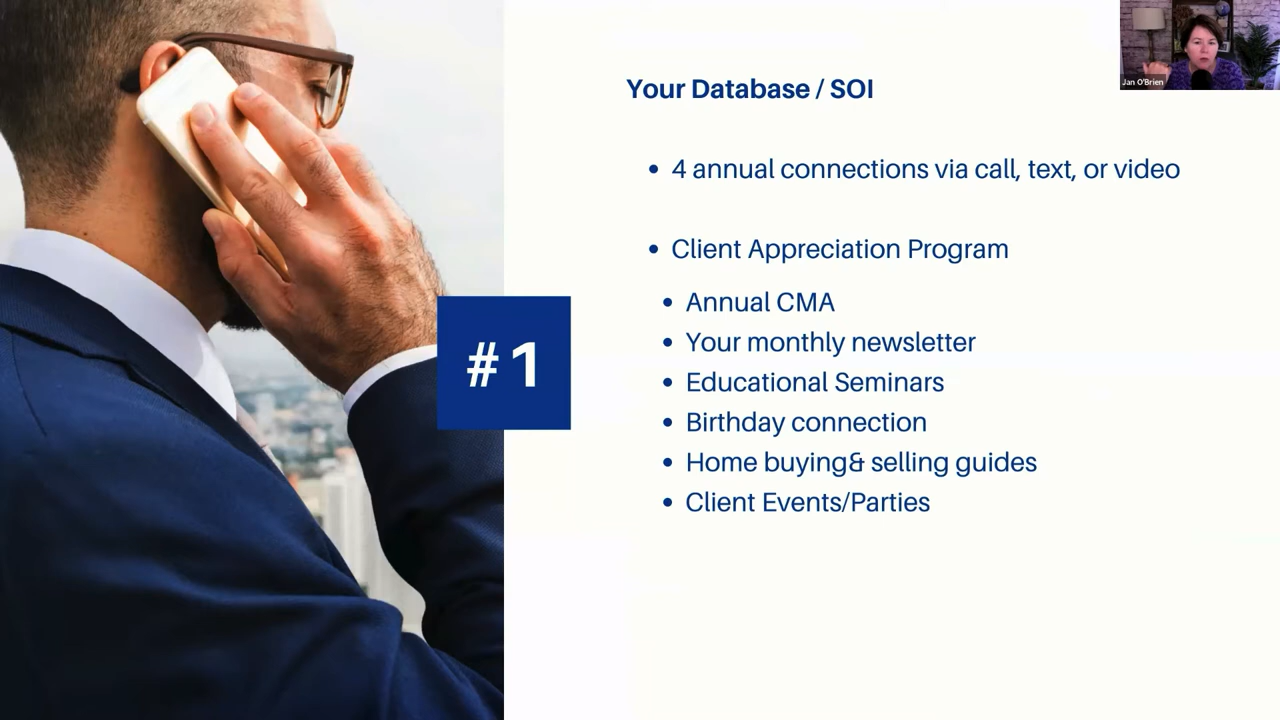 Your Database / SOI
Jan O'Brien
• 4 annual connections via call, text, or video
• Client Appreciation Program
• Annual CMA
• Your monthly newsletter
• Educational Seminars
• Birthday connection
• Home buying& selling guides
• Client Events/Parties
#1